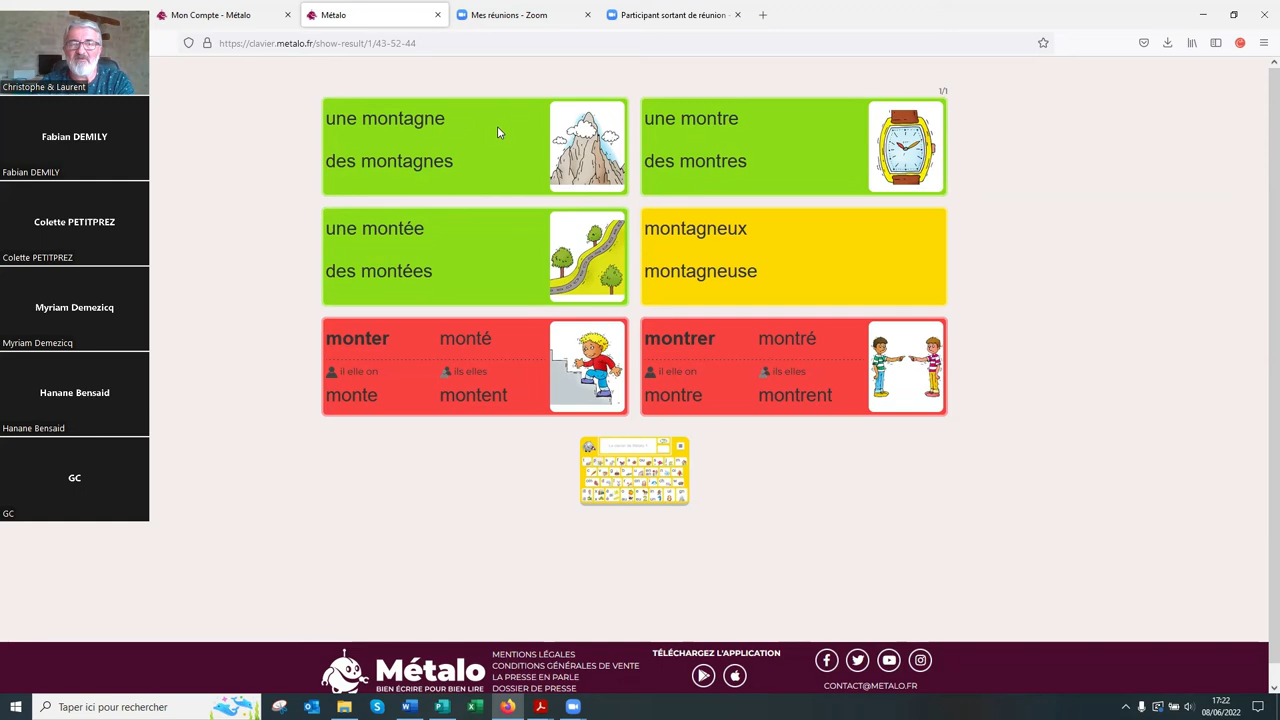 Mon Compte - Métalo
Métalo
Mes réunions - Zoom
Participant sortant de réunion -
https://clavier.metalo.fr/show-result/1/43-52-44
Christophe & Laurent
Fabian DEMILY
Fabian DEMILY
Colette PETITPREZ
Colette PETITPREZ
Myriam Demezicq
Myriam Demezicq
Hanane Bensaid
Hanane Bensaid
GC
GC
1/1
une montagne
des montagnes
une montre
des montres
une montée
des montées
montagneux
montagneuse
monter monté
il elle on ils elles
monte montent
montrer montré
il elle on ils elles
montre montrent
Métalo
BIEN ÉCRIRE POUR BIEN LIRE
MENTIONS LÉGALES
CONDITIONS GÉNÉRALES DE VENTE
LA PRESSE EN PARLE
DOSSIER DE PRESSE
TÉLÉCHARGEZ L'APPLICATION
CONTACT@METALO.FR
Taper ici pour rechercher
17:22
08/06/2022